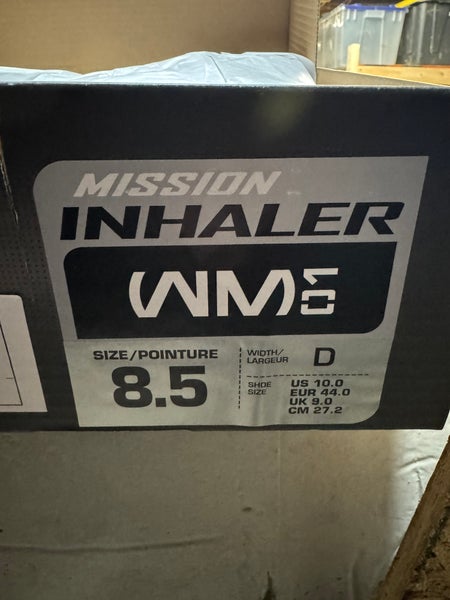 MISSION
INHALER
WM01
SIZE/POINTURE
8.5
WIDTH/
LARGEUR
D
SHOE
SIZE
US 10.0
EUR 44.0
UK 9.0
CM 27.2